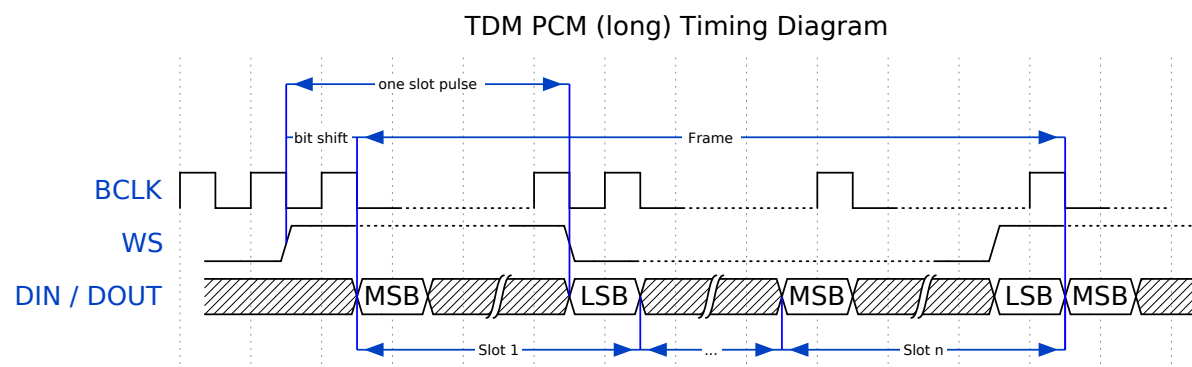 TDM PCM (long) Timing Diagram
one slot pulse
bit shift
Frame
BCLK
WS
DIN / DOUT
MSB
LSB
MSB
LSB
MSB
Slot 1
...
Slot n